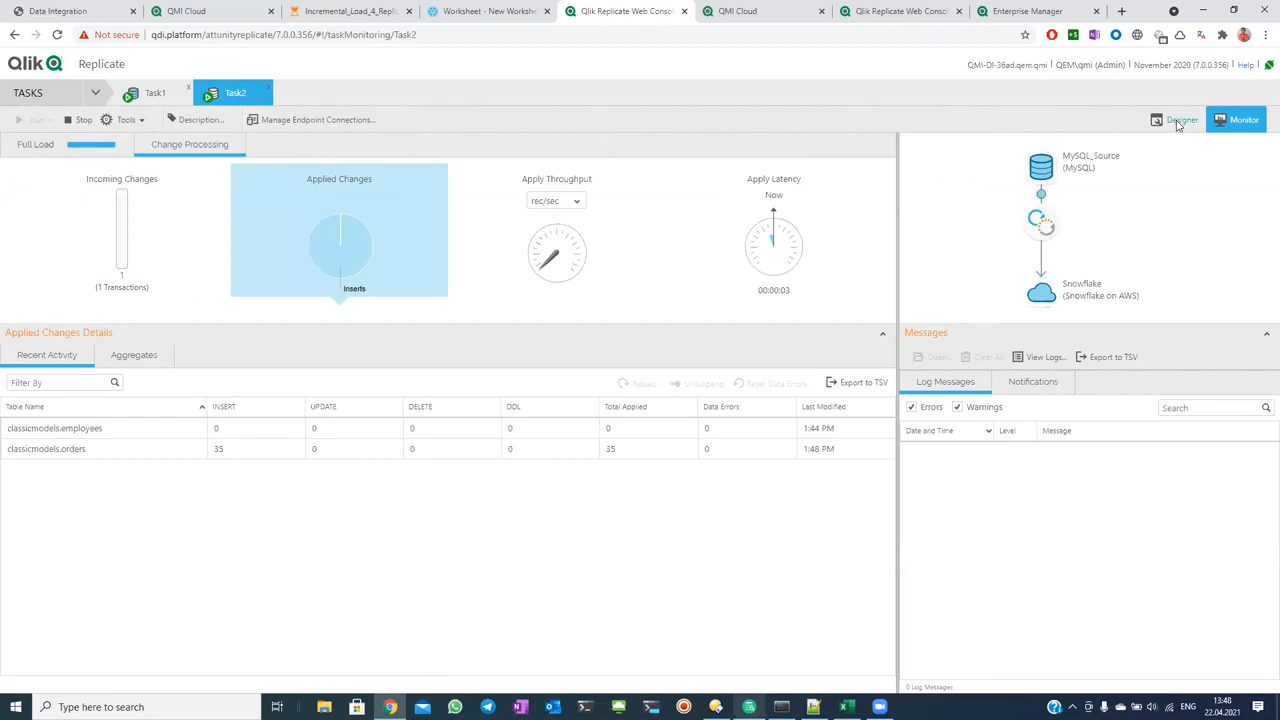 Data Integration
QMI Cloud
Incremental_Load_4_Replic
Worksheet - New Workshe
Qlik Replicate Web Consol
QMI Cloud
Qlik Replicate Web Consol
Enterprise Manager
Not secure
qdi.platform/attunityreplicate/7.0.0.356/#!/taskMonitoring/Task2
Qlik
Replicate
QMI-DI-36ad.qem.qmi
QEM\qmi (Admin)
November 2020 (7.0.0.356)
Help
TASKS
Task1
x
Task2
x
Run
Stop
Tools
Description...
Manage Endpoint Connections...
Designer
Monitor
Full Load
Change Processing
Incoming Changes
1
(1 Transactions)
Applied Changes
Inserts
Apply Throughput
rec/sec
Apply Latency
Now
00:00:03
MySQL_Source
(MySQL)
Snowflake
(Snowflake on AWS)
Applied Changes Details
Recent Activity
Aggregates
Filter By
Reload
Unsuspend
Reset Data Errors
Export to TSV
Table Name INSERT UPDATE DELETE DDL Total Applied Data Errors Last Modified
classicmodels.employees 0 0 0 0 0 0 1:44 PM
classicmodels.orders 35 0 0 0 35 0 1:48 PM
Messages
Open...
Clear All
View Logs...
Export to TSV
Log Messages
Notifications
Errors
Warnings
Search
Date and Time Level Message
0 Log Messages
Type here to search
ENG
13:48
22.04.2021